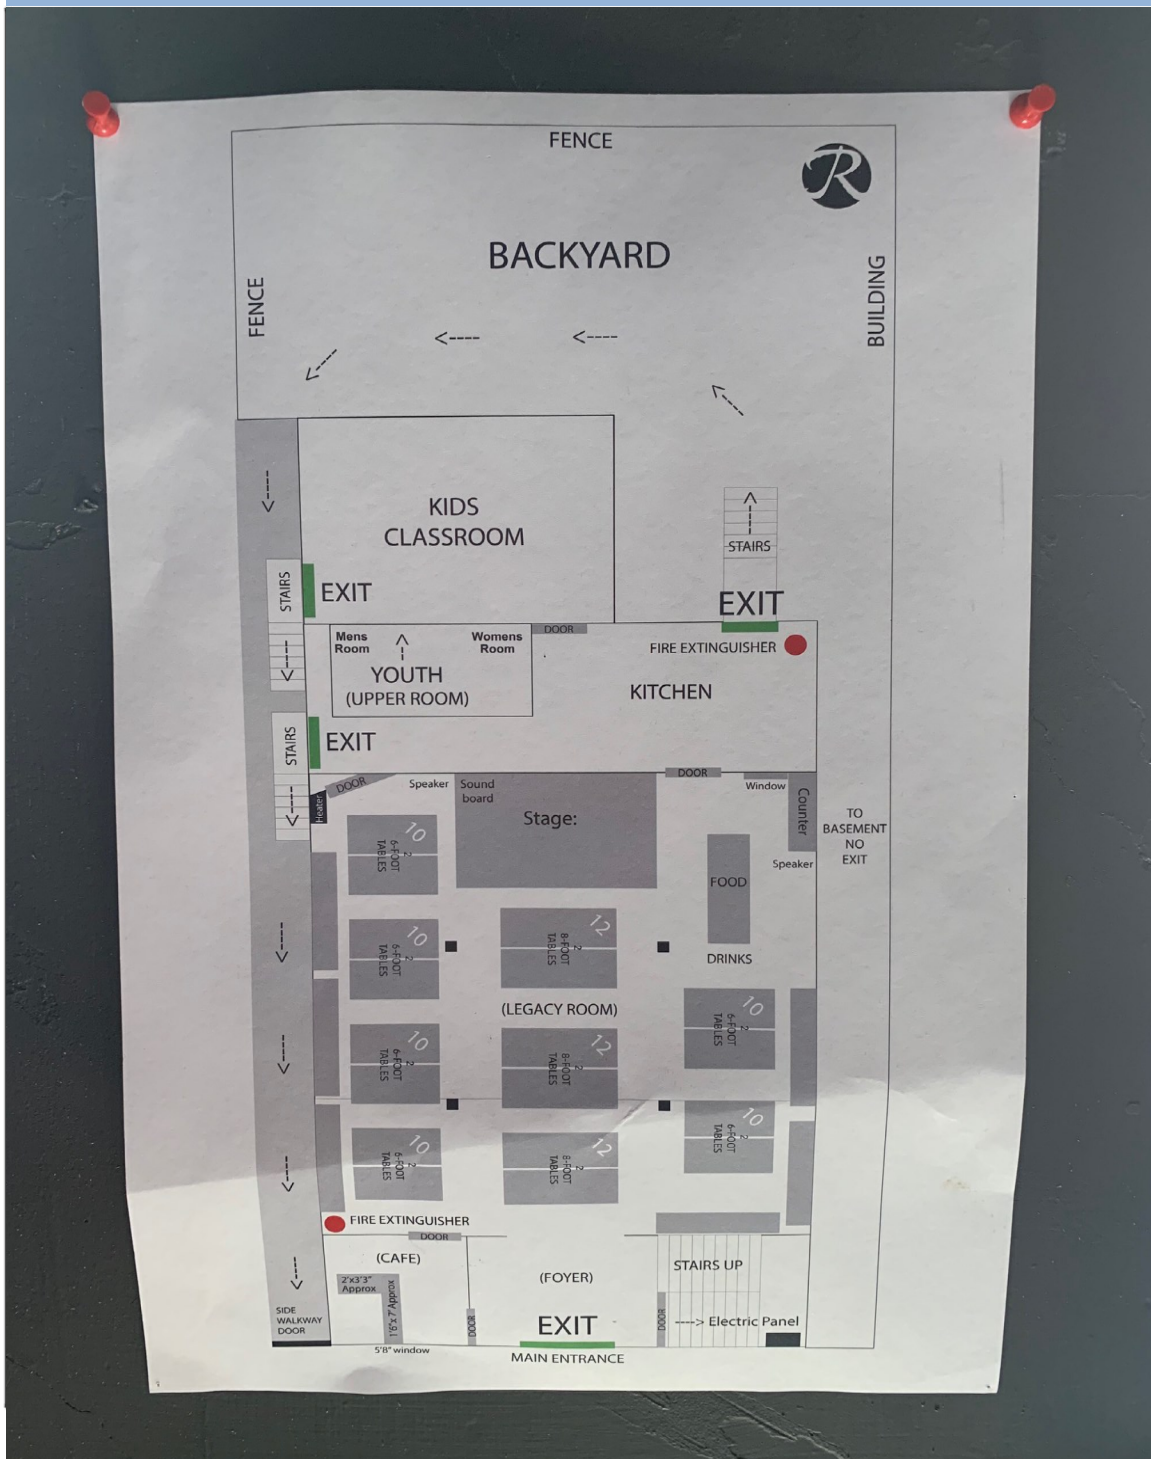 FENCE
R
BACKYARD
FENCE
BUILDING
<----
<----
KIDS
CLASSROOM
STAIRS
STAIRS
EXIT
EXIT
Mens
Room
Womens
Room
DOOR
FIRE EXTINGUISHER
YOUTH
(UPPER ROOM)
KITCHEN
STAIRS
EXIT
DOOR
Speaker
Sound
board
DOOR
Window
Heater
Stage:
Counter
TO
BASEMENT
NO
EXIT
10
2
6-FOOT
TABLES
Speaker
FOOD
10
2
6-FOOT
TABLES
12
2
8-FOOT
TABLES
DRINKS
(LEGACY ROOM)
10
2
6-FOOT
TABLES
10
2
6-FOOT
TABLES
12
2
8-FOOT
TABLES
10
2
6-FOOT
TABLES
10
2
6-FOOT
TABLES
12
2
8-FOOT
TABLES
FIRE EXTINGUISHER
DOOR
(CAFE)
STAIRS UP
(FOYER)
2'x3'3"
Approx
1'6"x 7' Approx
SIDE
WALKWAY
DOOR
DOOR
EXIT
DOOR
----> Electric Panel
5'8" window
MAIN ENTRANCE